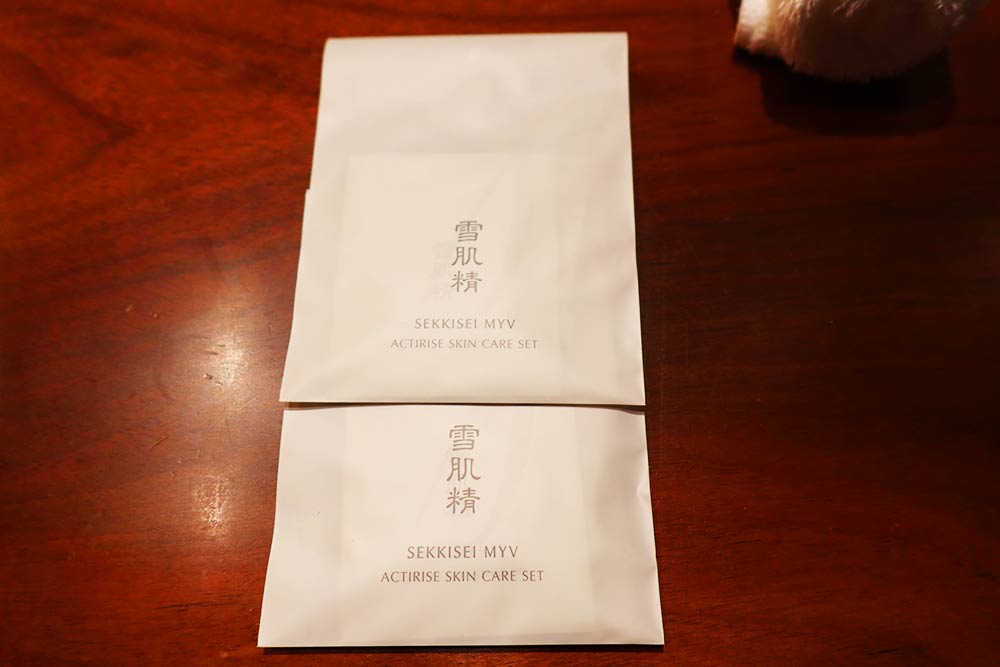 雪肌精
SEKKISEI MYV
ACTIRISE SKIN CARE SET
雪肌精
SEKKISEI MYV
ACTIRISE SKIN CARE SET